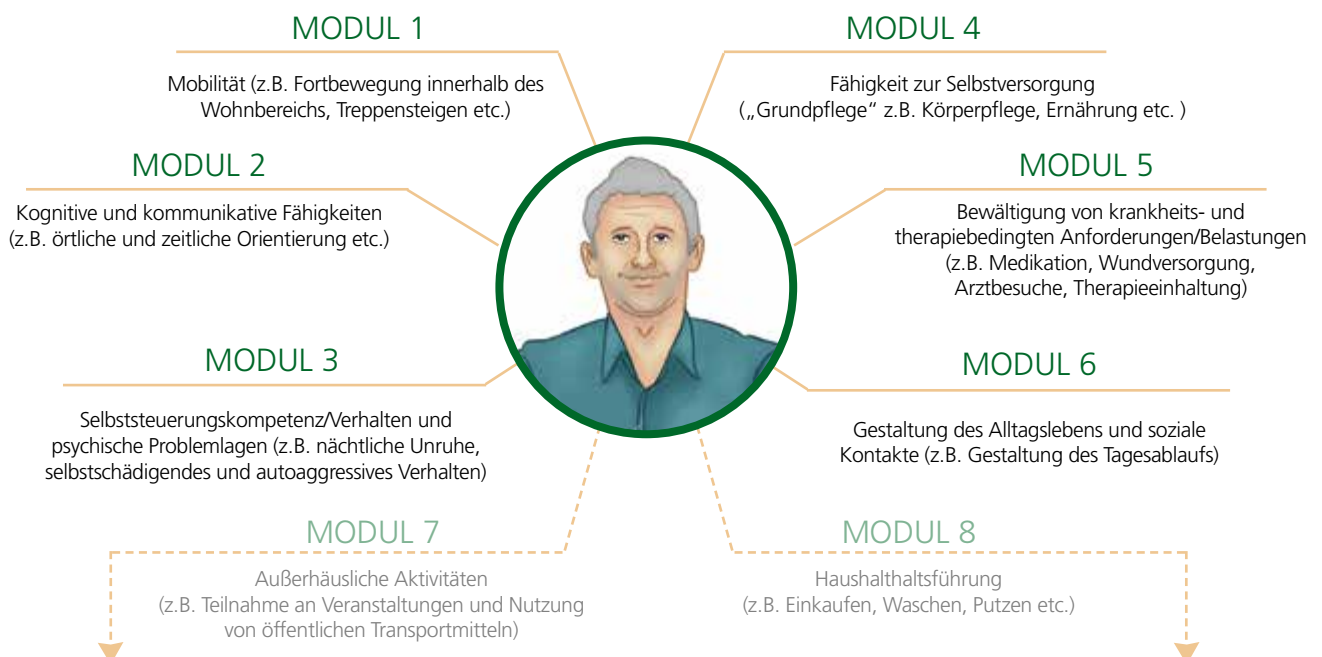 MODUL 1
Mobilität (z.B. Fortbewegung innerhalb des
Wohnbereichs, Treppensteigen etc.)
MODUL 2
Kognitive und kommunikative Fähigkeiten
(z.B. örtliche und zeitliche Orientierung etc.)
MODUL 3
Selbststeuerungskompetenz/Verhalten und
psychische Problemlagen (z.B. nächtliche Unruhe,
selbstschädigendes und autoaggressives Verhalten)
MODUL 4
Fähigkeit zur Selbstversorgung
(„Grundpflege“ z.B. Körperpflege, Ernährung etc. )
MODUL 5
Bewältigung von krankheits- und
therapiebedingten Anforderungen/Belastungen
(z.B. Medikation, Wundversorgung,
Arztbesuche, Therapieeinhaltung)
MODUL 6
Gestaltung des Alltagslebens und soziale
Kontakte (z.B. Gestaltung des Tagesablaufs)
MODUL 7
Außerhäusliche Aktivitäten
(z.B. Teilnahme an Veranstaltungen und Nutzung
von öffentlichen Transportmitteln)
MODUL 8
Haushalthaltsführung
(z.B. Einkaufen, Waschen, Putzen etc.)